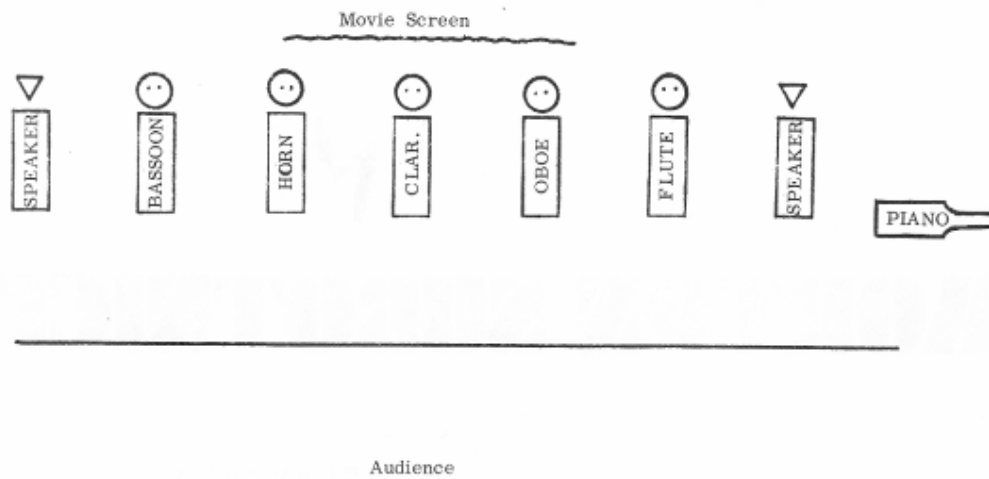 Movie Screen
SPEAKER
BASSOON
HORN
CLAR.
OBOE
FLUTE
SPEAKER
PIANO
Audience